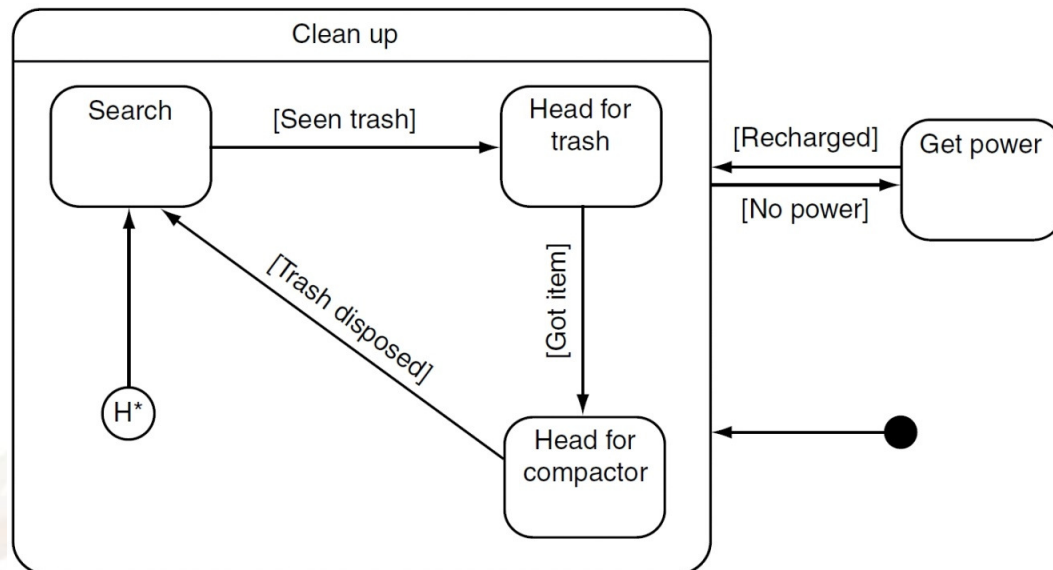 Clean up
Search
[Seen trash]
Head for
trash
[Recharged]
Get power
[No power]
[Trash disposed]
[Got item]
H*
Head for
compactor